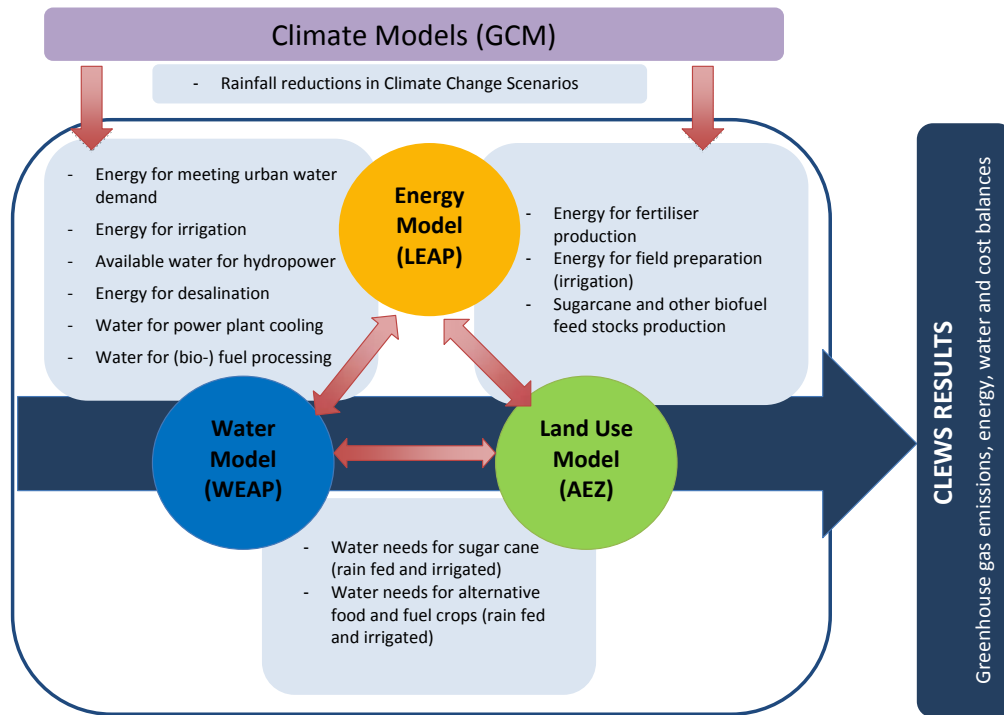 Climate Models (GCM)
- Rainfall reductions in Climate Change Scenarios
- Energy for meeting urban water
demand
- Energy for irrigation
- Available water for hydropower
- Energy for desalination
- Water for power plant cooling
- Water for (bio-) fuel processing
Energy
Model
(LEAP)
- Energy for fertiliser
production
- Energy for field preparation
(irrigation)
- Sugarcane and other biofuel
feed stocks production
Water
Model
(WEAP)
Land Use
Model
(AEZ)
- Water needs for sugar cane
(rain fed and irrigated)
- Water needs for alternative
food and fuel crops (rain fed
and irrigated)
CLEWS RESULTS
Greenhouse gas emissions, energy, water and cost balances